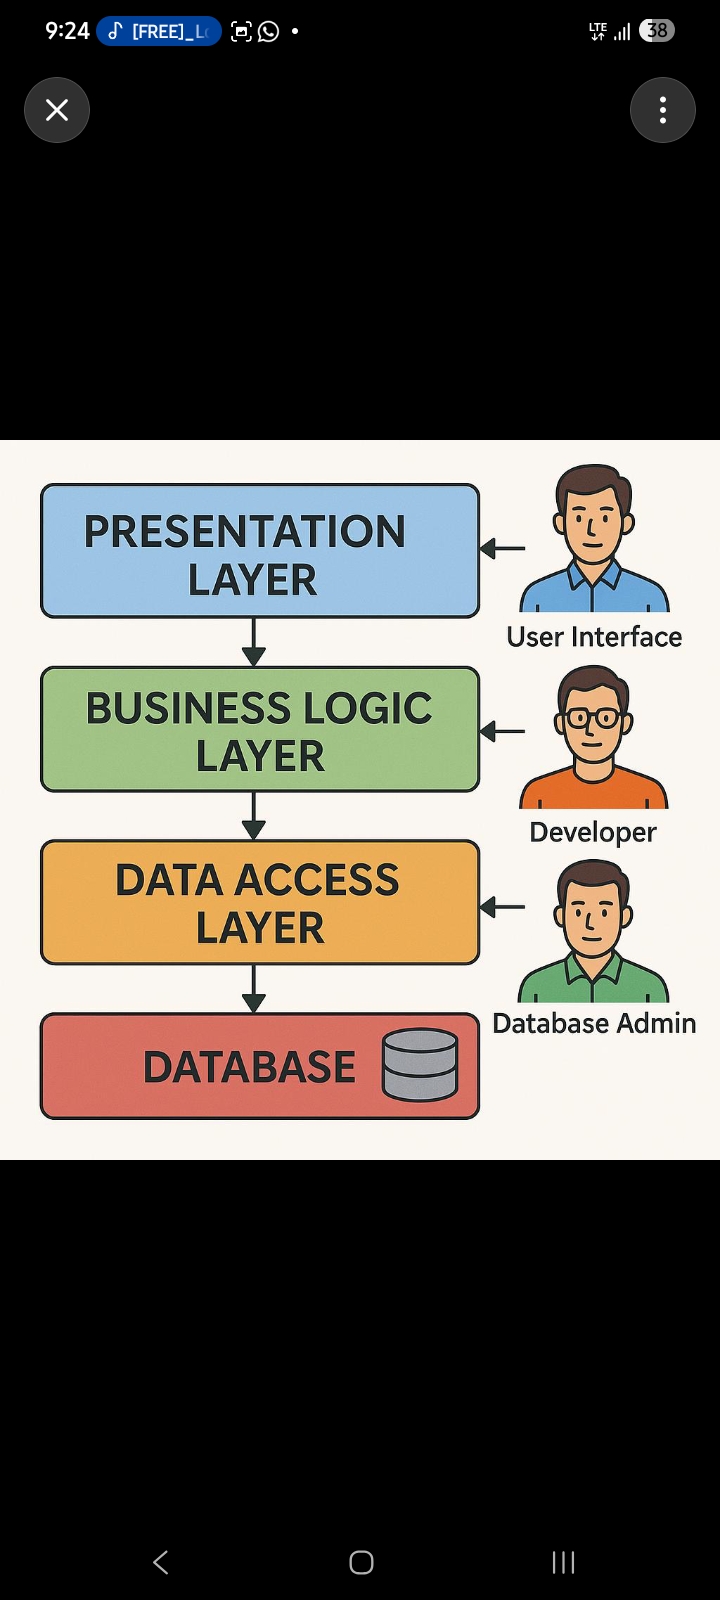 9:24 [FREE]_L LTE 38
PRESENTATION
LAYER
User Interface
BUSINESS LOGIC
LAYER
Developer
DATA ACCESS
LAYER
Database Admin
DATABASE